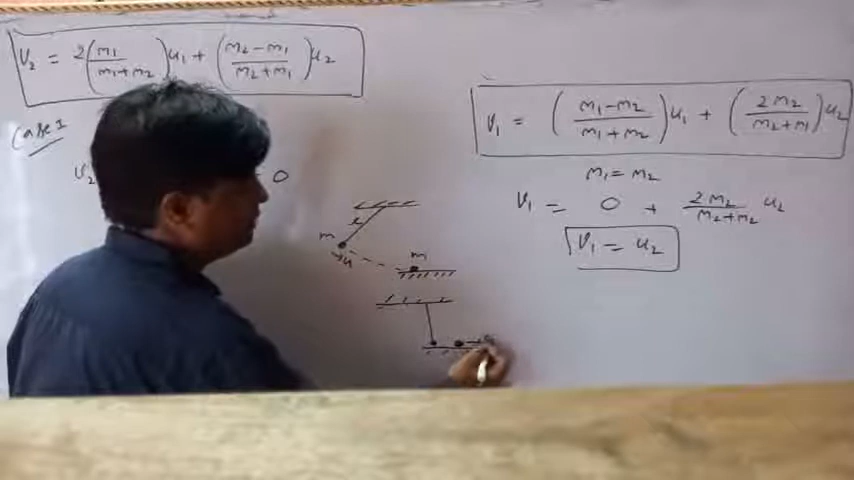 V₂ = 2(m₁/(m₁+m₂))u₁ + ((m₂-m₁)/(m₂+m₁))u₂
Case I
u₂
0
V₁ = ((m₁-m₂)/(m₁+m₂))u₁ + (2m₂/(m₂+m₁))u₂
m₁ = m₂
V₁ = 0 + 2m₂/(m₂+m₂) u₂
V₁ = u₂
l
m
u
m